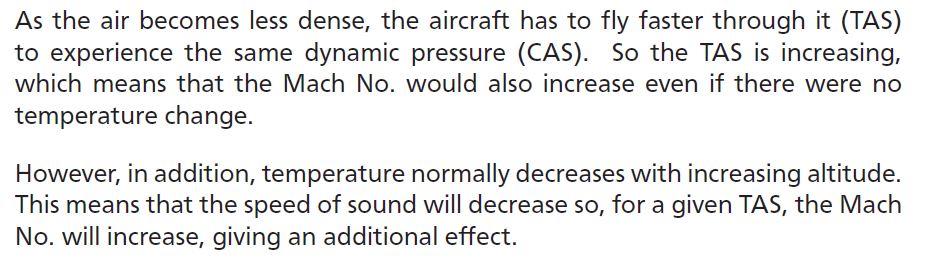 As the air becomes less dense, the aircraft has to fly faster through it (TAS)
to experience the same dynamic pressure (CAS).  So the TAS is increasing,
which means that the Mach No. would also increase even if there were no
temperature change.
However, in addition, temperature normally decreases with increasing altitude.
This means that the speed of sound will decrease so, for a given TAS, the Mach
No. will increase, giving an additional effect.